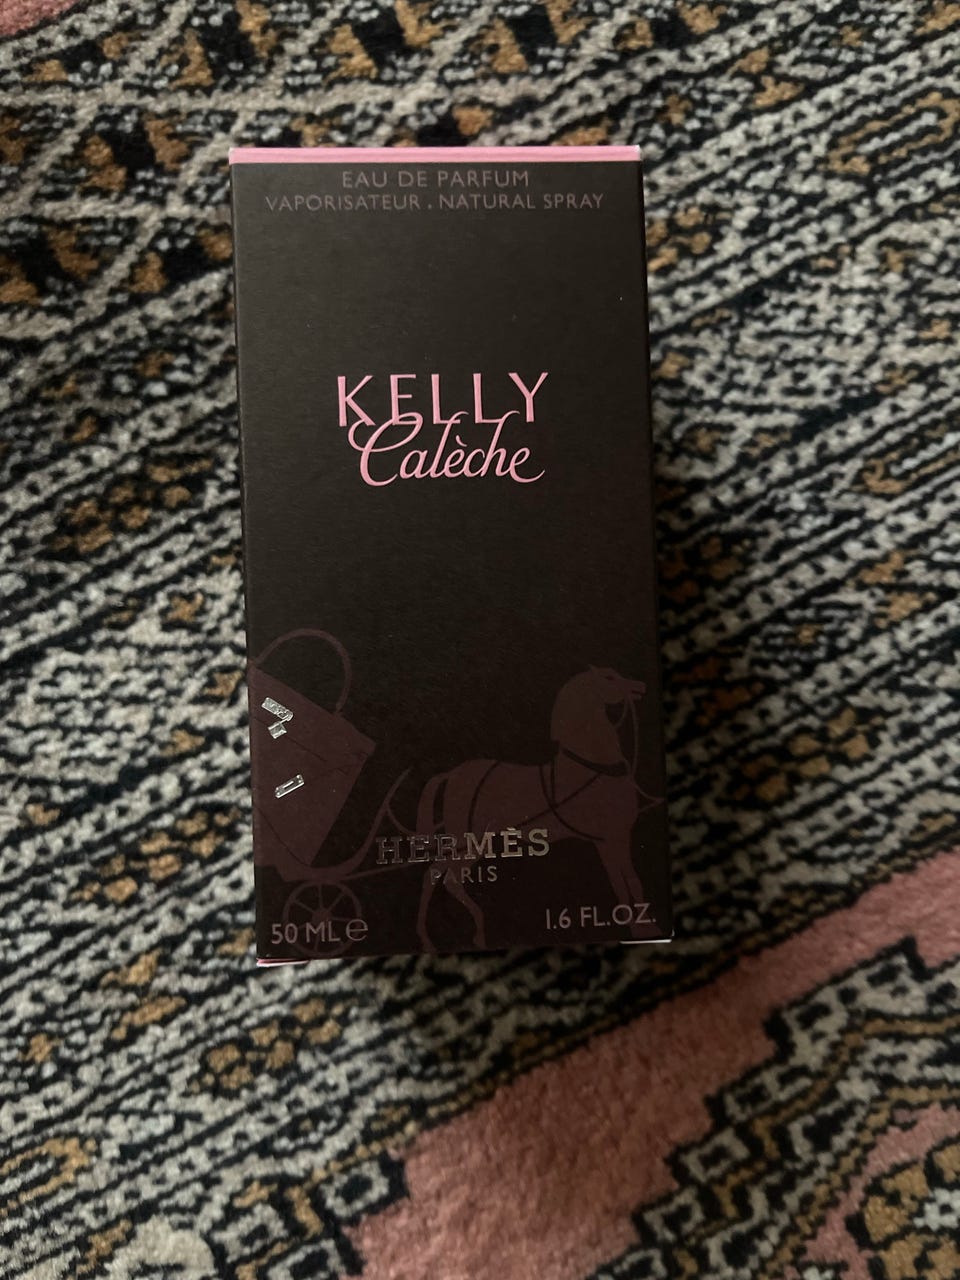 EAU DE PARFUM
VAPORISATEUR . NATURAL SPRAY
KELLY
Calèche
HERMÈS
PARIS
50 ML ℮
1.6 FL.OZ.